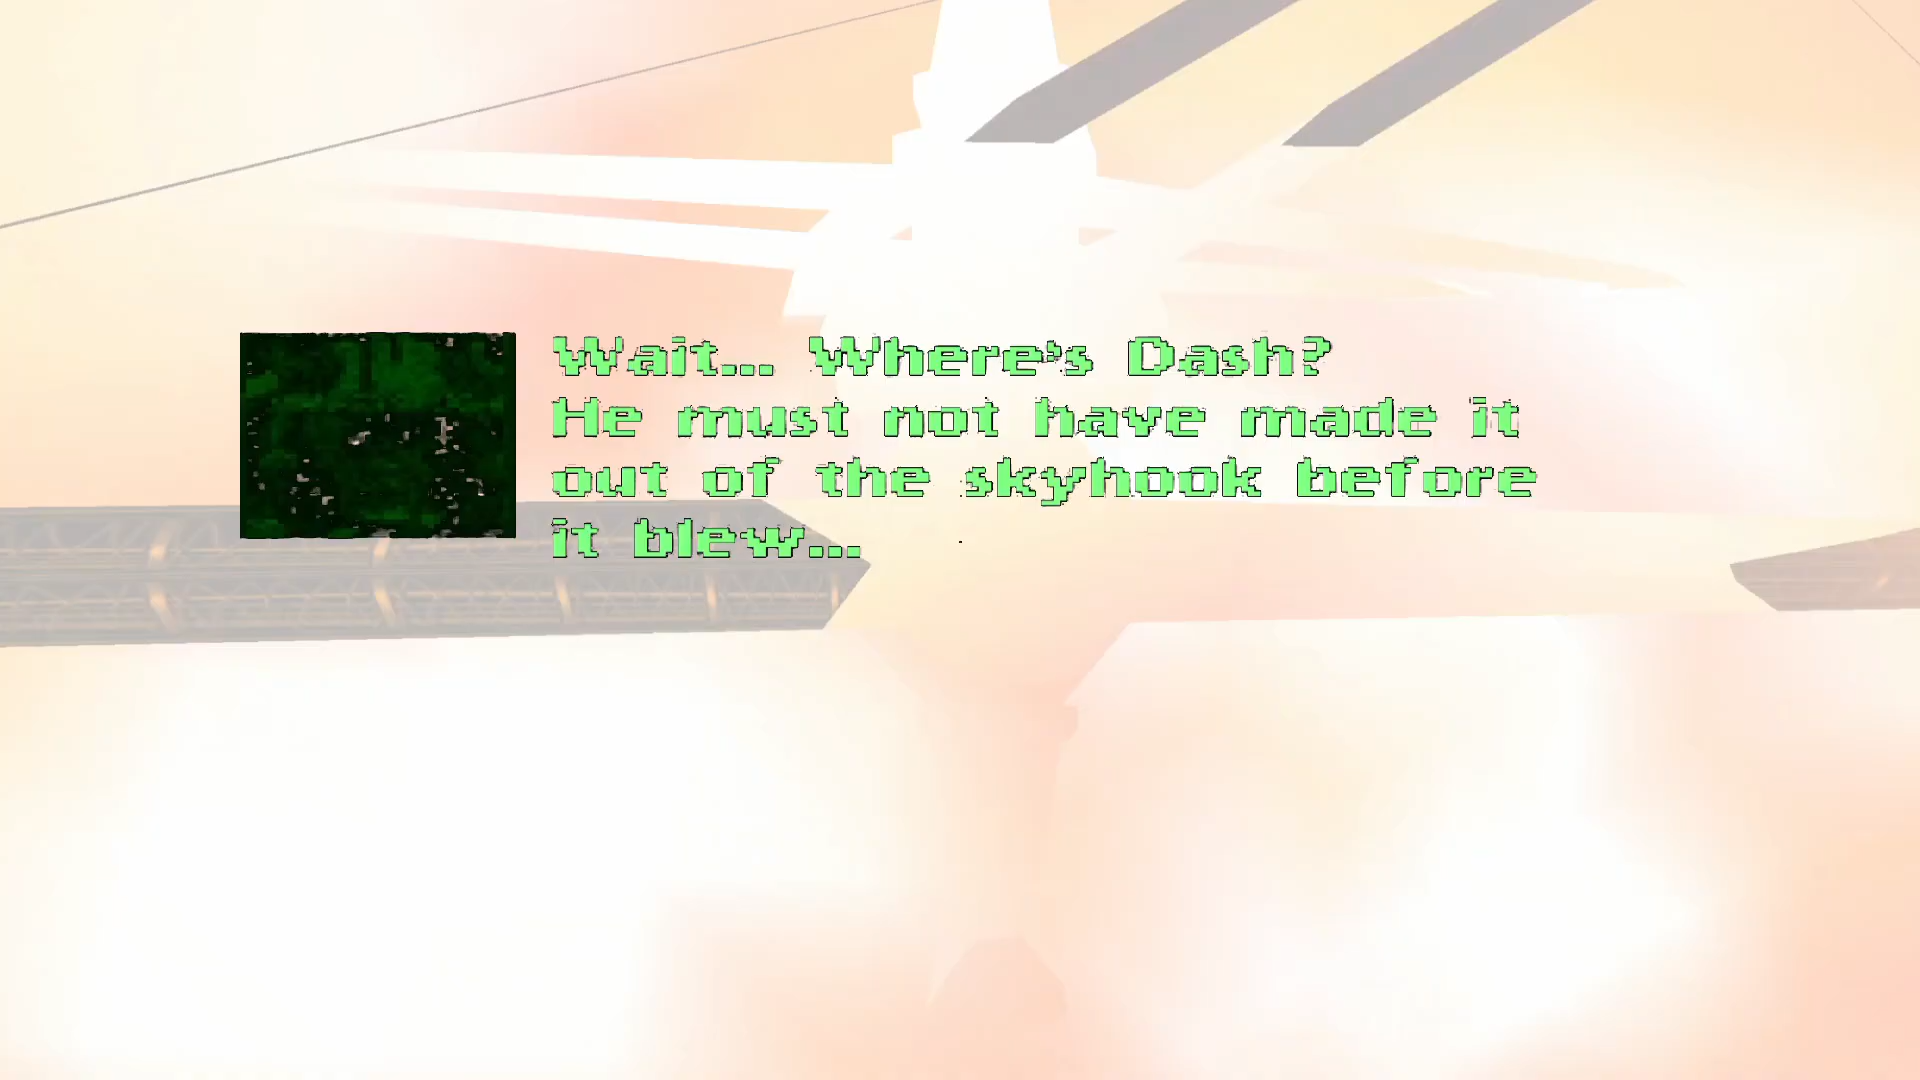 Wait... Where's Dash?
He must not have made it
out of the skyhook before
it blew...